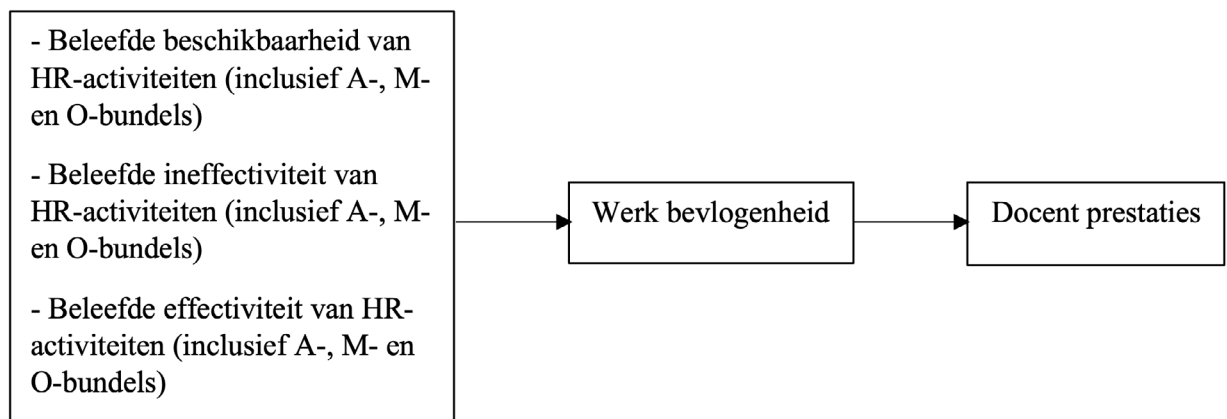 - Beleefde beschikbaarheid van
HR-activiteiten (inclusief A-, M-
en O-bundels)
- Beleefde ineffectiviteit van
HR-activiteiten (inclusief A-, M-
en O-bundels)
- Beleefde effectiviteit van HR-
activiteiten (inclusief A-, M- en
O-bundels)
Werk bevlogenheid
Docent prestaties